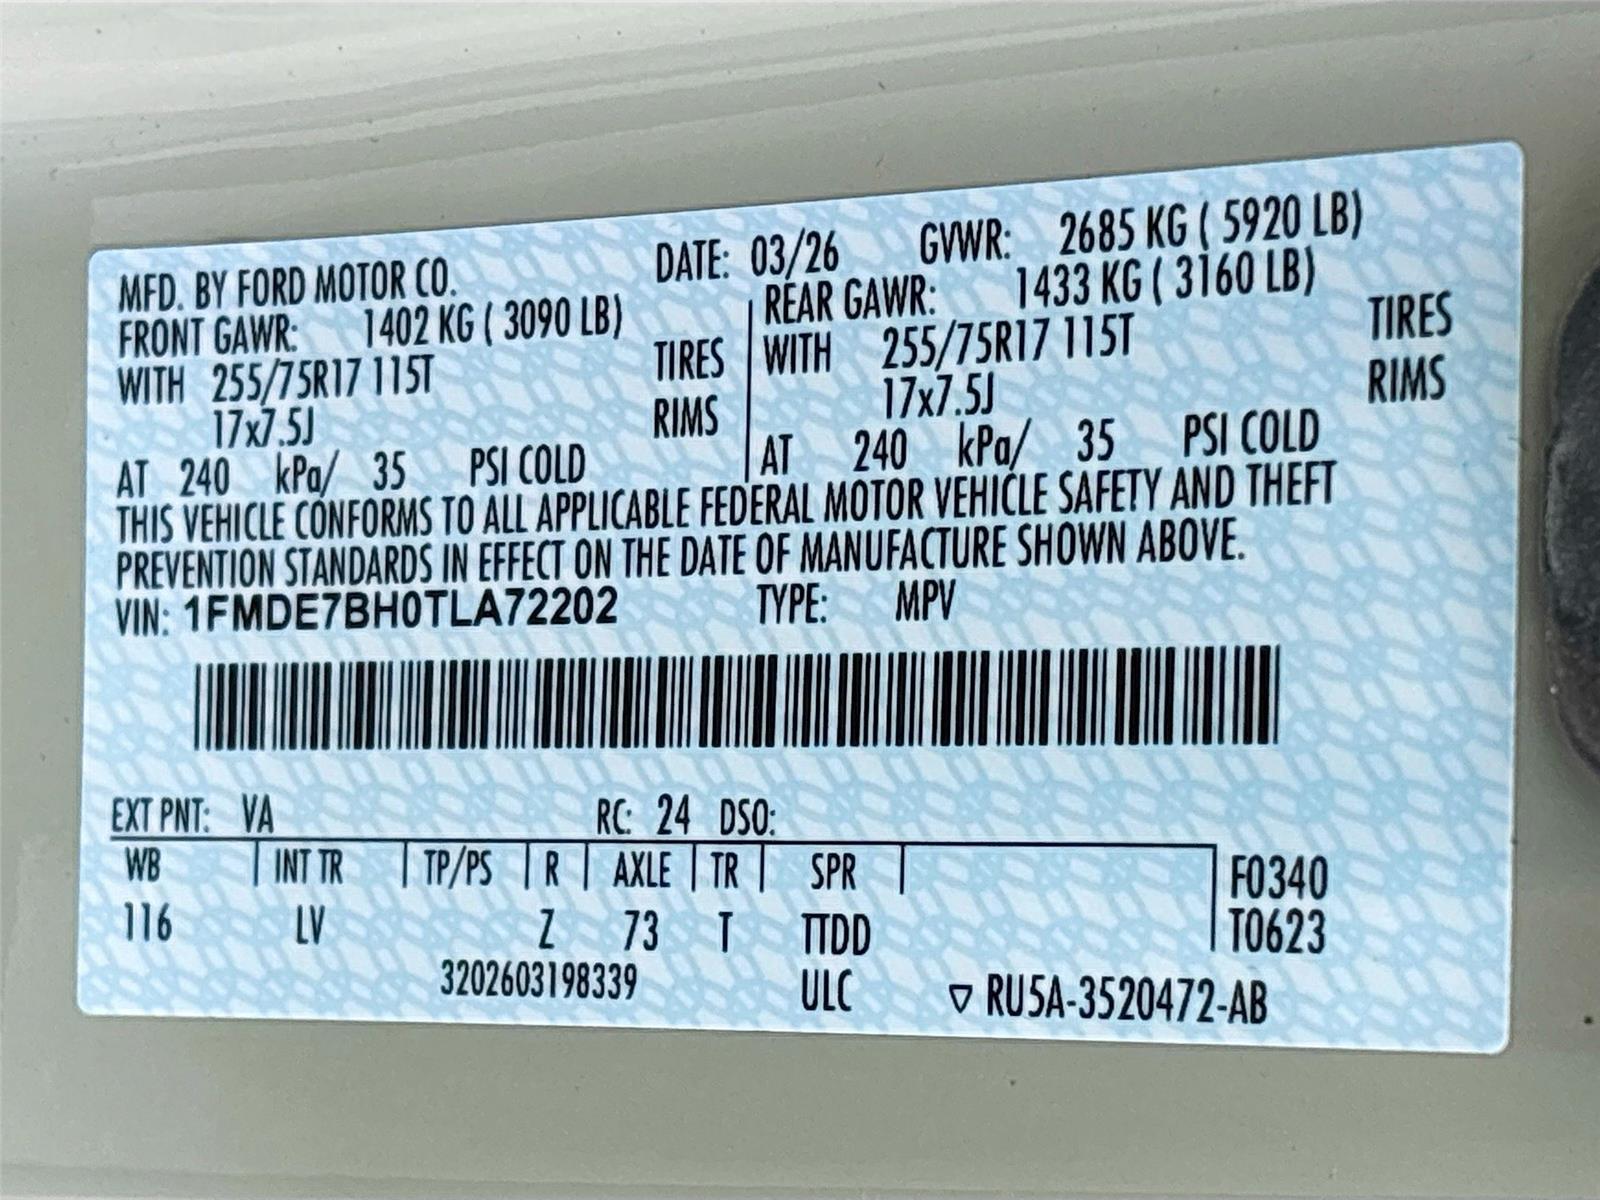 MFD. BY FORD MOTOR CO. DATE: 03/26 GVWR: 2685 KG ( 5920 LB)
FRONT GAWR: 1402 KG ( 3090 LB) REAR GAWR: 1433 KG ( 3160 LB)
WITH 255/75R17 115T TIRES WITH 255/75R17 115T TIRES
17x7.5J RIMS 17x7.5J RIMS
AT 240 kPa/ 35 PSI COLD AT 240 kPa/ 35 PSI COLD
THIS VEHICLE CONFORMS TO ALL APPLICABLE FEDERAL MOTOR VEHICLE SAFETY AND THEFT
PREVENTION STANDARDS IN EFFECT ON THE DATE OF MANUFACTURE SHOWN ABOVE.
VIN: 1FMDE7BH0TLA72202 TYPE: MPV
EXT PNT: VA RC: 24 DSO:
WB INT TR TP/PS R AXLE TR SPR F0340
116 LV Z 73 T TTDD T0623
3202603198339 ULC ▽ RU5A-3520472-AB